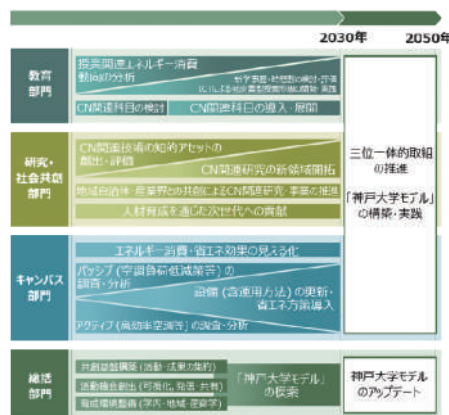 2030年
2050年
教育
部門
授業関連エネルギー消費
動向の分析
CN関連科目の検討
CN関連科目の導入・展開
研究・
社会共創
部門
CN関連技術の知的アセットの
創出・評価
CN関連研究の新領域開拓
地域自治体・産業界との共創によるCN関連研究・事業の推進
人材育成を通じた次世代への貢献
三位一体的取組
の推進
「神戸大学モデル」
の構築・実践
キャンパス
部門
エネルギー消費・省エネ効果の見える化
パッシブ(空調負荷低減策等)の
調査・分析
設備(含運用方法)の更新・
省エネ方策導入
アクティブ(高効率空調等)の調査・分析
総括
部門
共創基盤構築(活動・成果の集約)
活動機会創出(可視化,発信・共有)
育成環境整備(学内・地域・産官学)
「神戸大学モデル」
の模索
神戸大学モデル
のアップデート